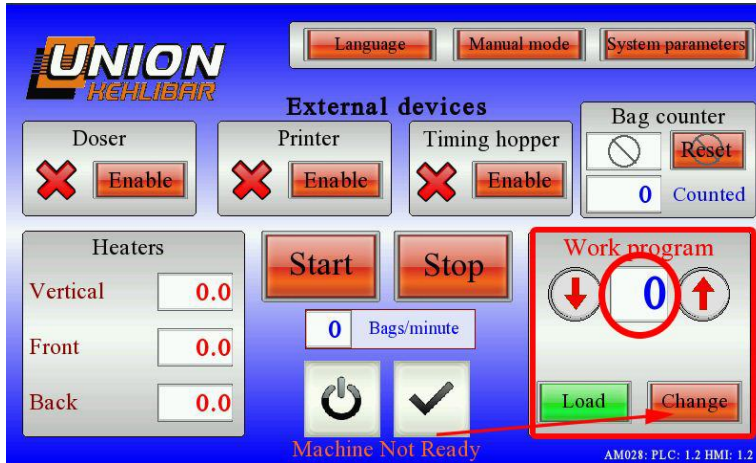 UNION
KEHLIBAR
Language
Manual mode
System parameters
External devices
Doser
Enable
Printer
Enable
Timing hopper
Enable
Bag counter
Reset
0 Counted
Heaters
Vertical 0.0
Front 0.0
Back 0.0
Start
Stop
0 Bags/minute
Machine Not Ready
Work program
0
Load
Change
AM028: PLC: 1.2 HMI: 1.2